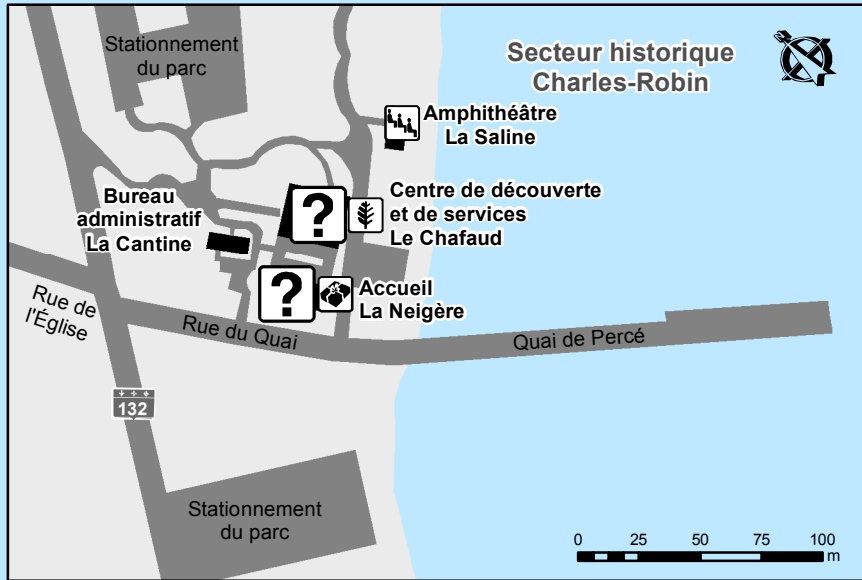 Stationnement
du parc
Secteur historique
Charles-Robin
Amphithéâtre
La Saline
Bureau
administratif
La Cantine
?
Centre de découverte
et de services
Le Chafaud
?
Accueil
La Neigère
Rue de
l'Église
Rue du Quai
Quai de Percé
132
Stationnement
du parc
0 25 50 75 100
m